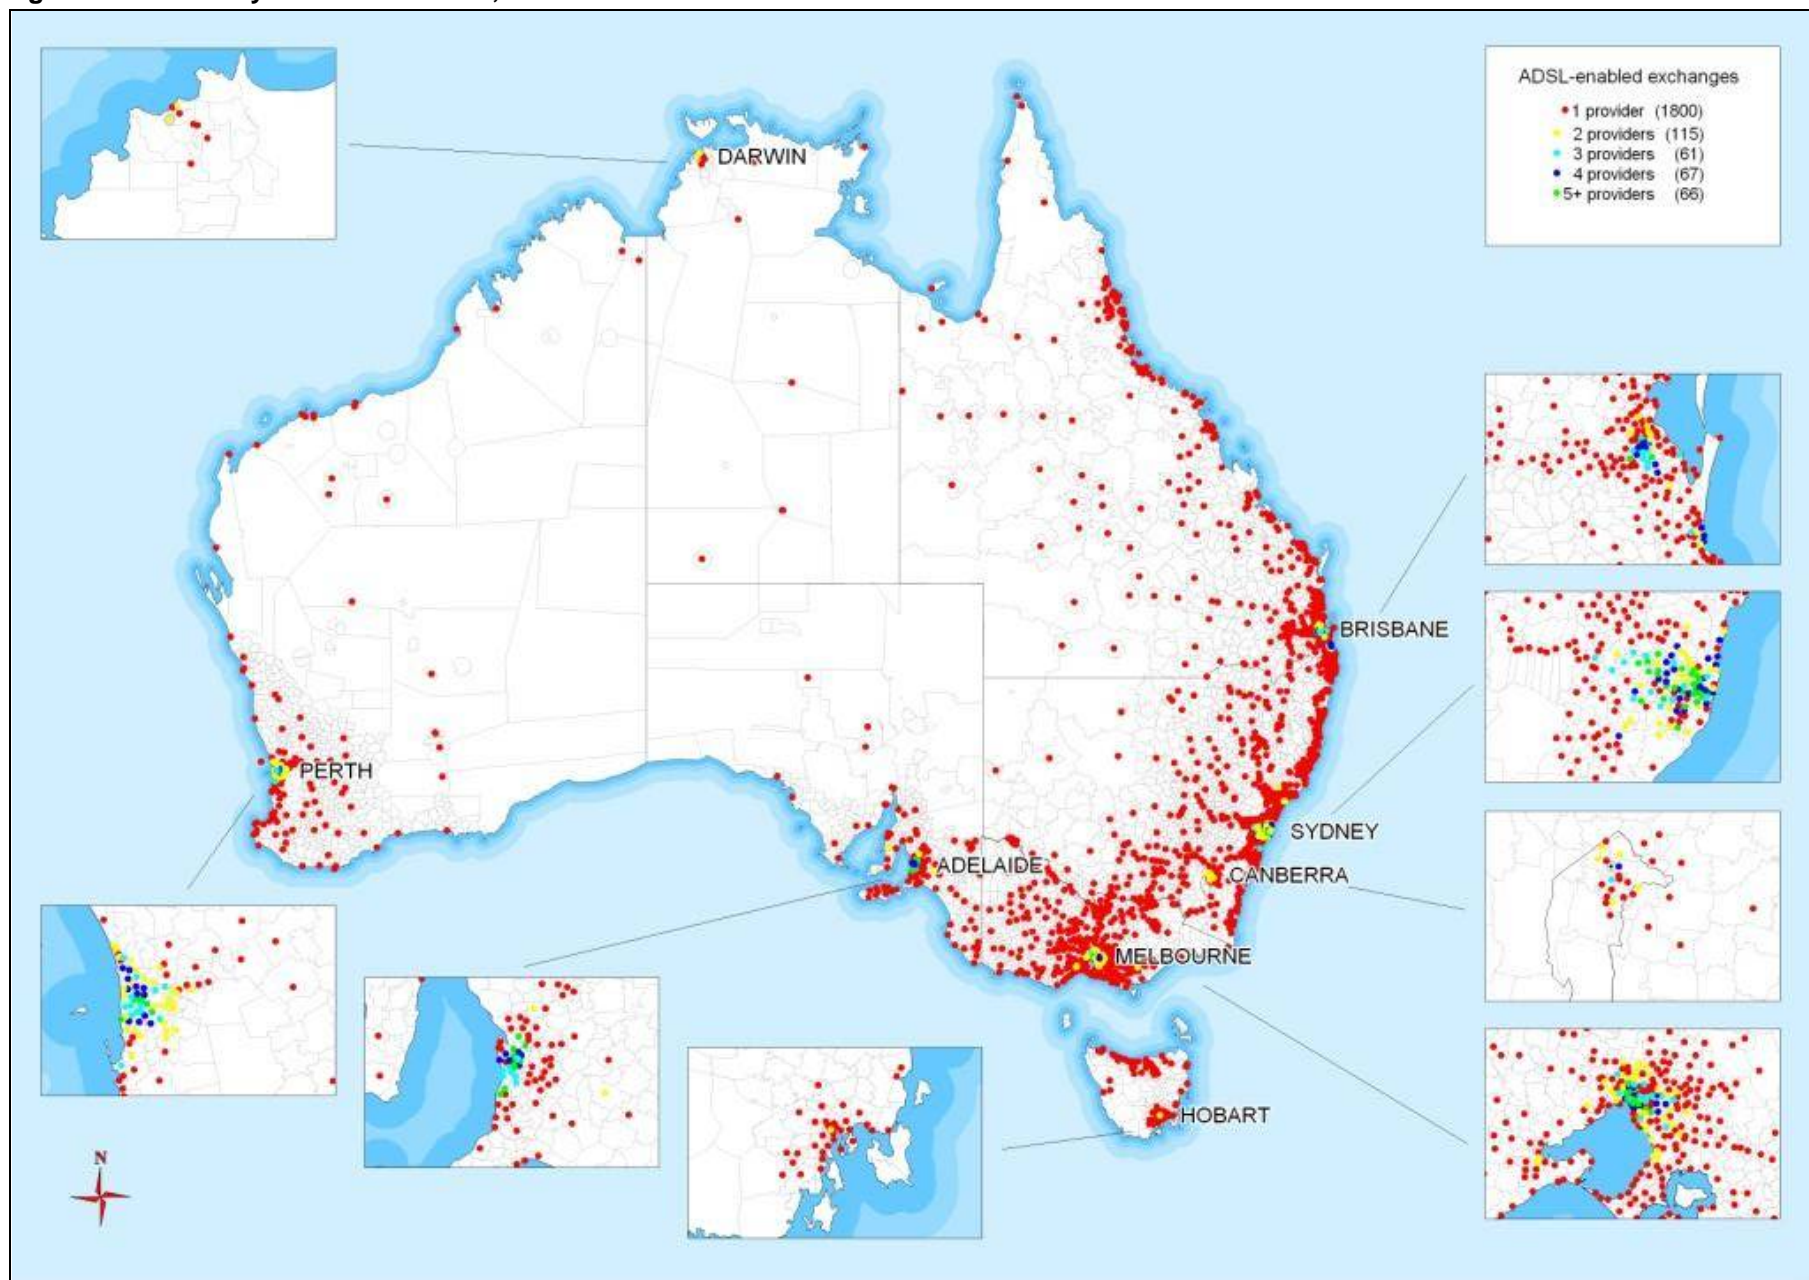 ADSL-enabled exchanges
1 provider (1800)
2 providers (115)
3 providers (61)
4 providers (67)
5+ providers (66)
DARWIN
BRISBANE
PERTH
SYDNEY
ADELAIDE
CANBERRA
MELBOURNE
HOBART
N